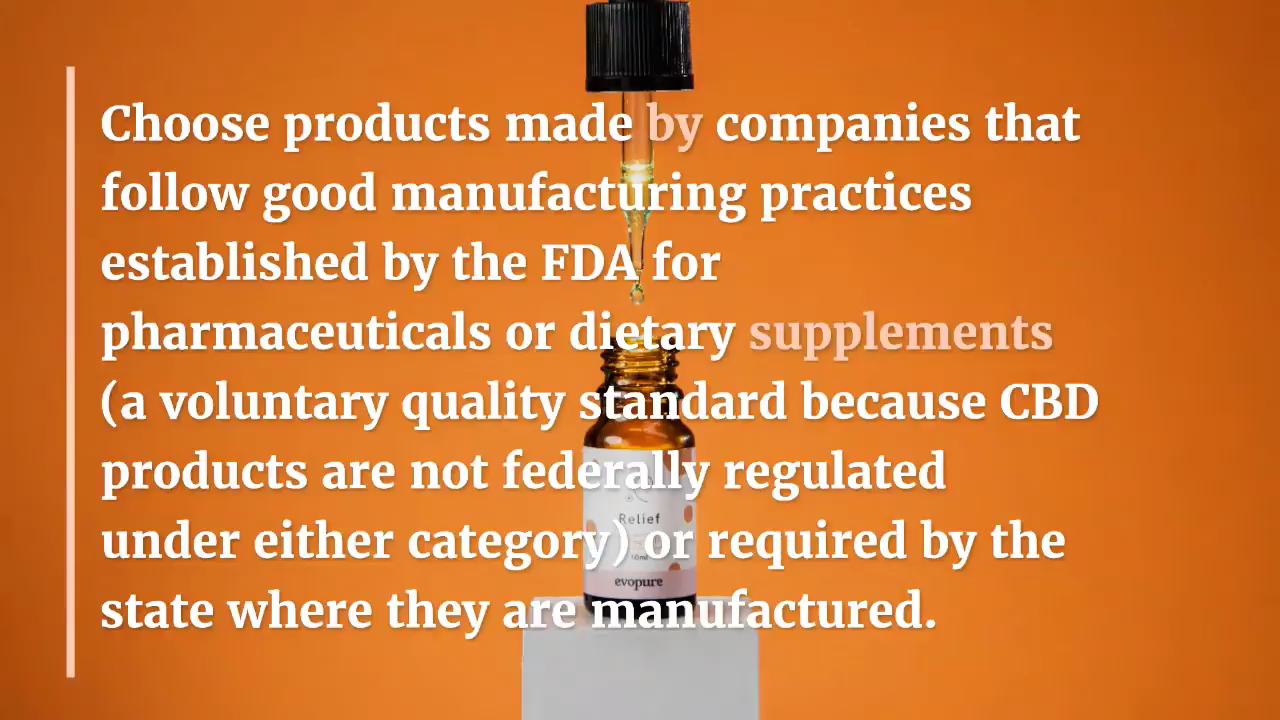 Choose products made by companies that
follow good manufacturing practices
established by the FDA for
pharmaceuticals or dietary supplements
(a voluntary quality standard because CBD
products are not federally regulated
under either category) or required by the
state where they are manufactured.
Relief
10ml
evopure